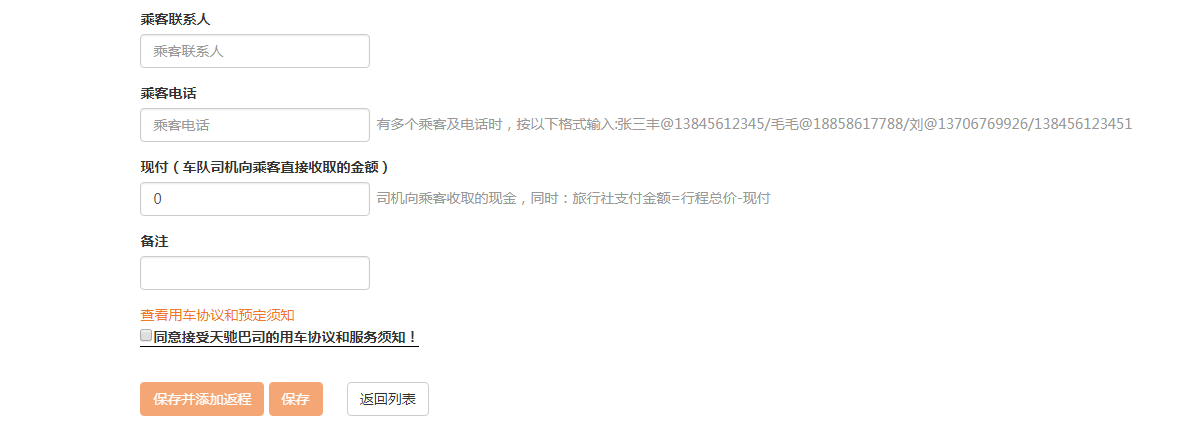 乘客联系人
乘客联系人
乘客电话
乘客电话 有多个乘客及电话时，按以下格式输入:张三丰@13845612345/毛毛@18858617788/刘@13706769926/138456123451
现付（车队司机向乘客直接收取的金额）
0 司机向乘客收取的现金，同时：旅行社支付金额=行程总价-现付
备注
查看用车协议和预定须知
同意接受天驰巴司的用车协议和服务须知！
保存并添加返程 保存 返回列表